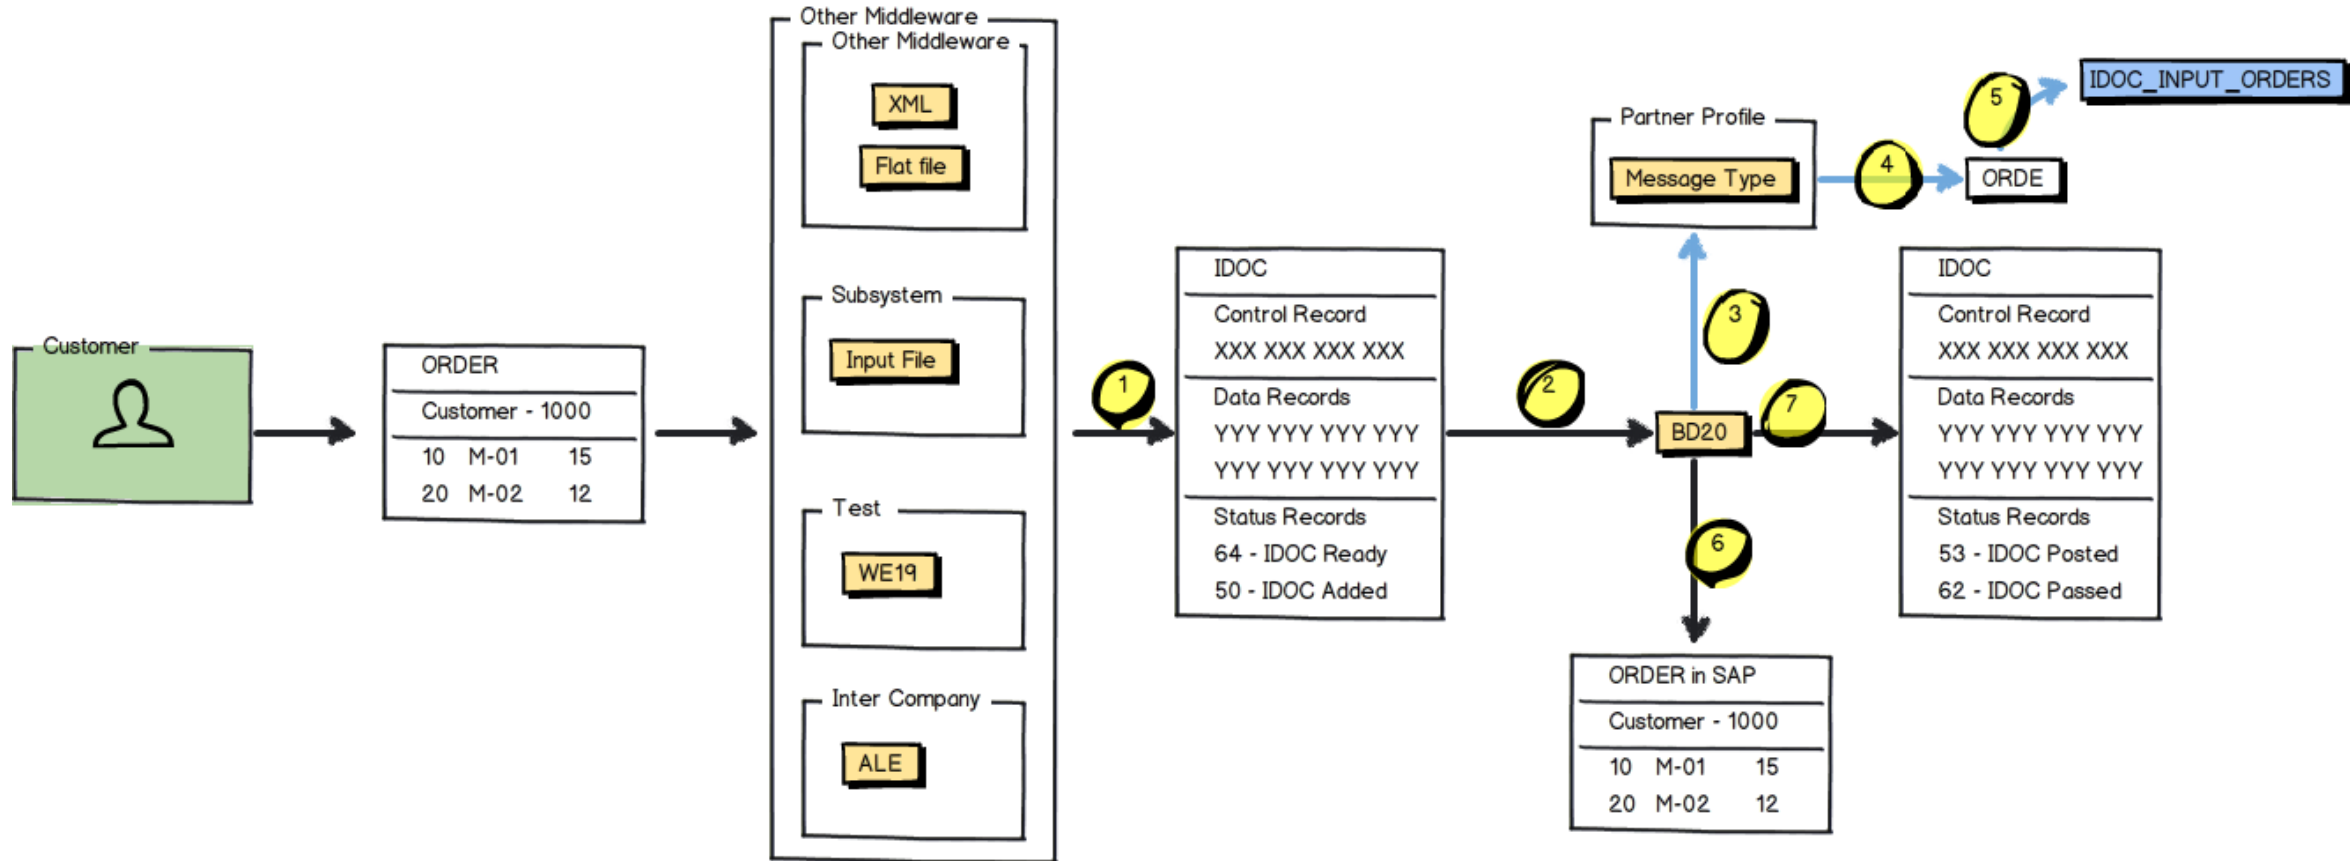 Customer
ORDER
Customer - 1000
10 M-01 15
20 M-02 12
Other Middleware
Other Middleware
XML
Flat file
Subsystem
Input File
Test
WE19
Inter Company
ALE
1
IDOC
Control Record
XXX XXX XXX XXX
Data Records
YYY YYY YYY YYY
YYY YYY YYY YYY
Status Records
64 - IDOC Ready
50 - IDOC Added
2
BD20
3
Partner Profile
Message Type
4
ORDE
5
IDOC_INPUT_ORDERS
6
ORDER in SAP
Customer - 1000
10 M-01 15
20 M-02 12
7
IDOC
Control Record
XXX XXX XXX XXX
Data Records
YYY YYY YYY YYY
YYY YYY YYY YYY
Status Records
53 - IDOC Posted
62 - IDOC Passed